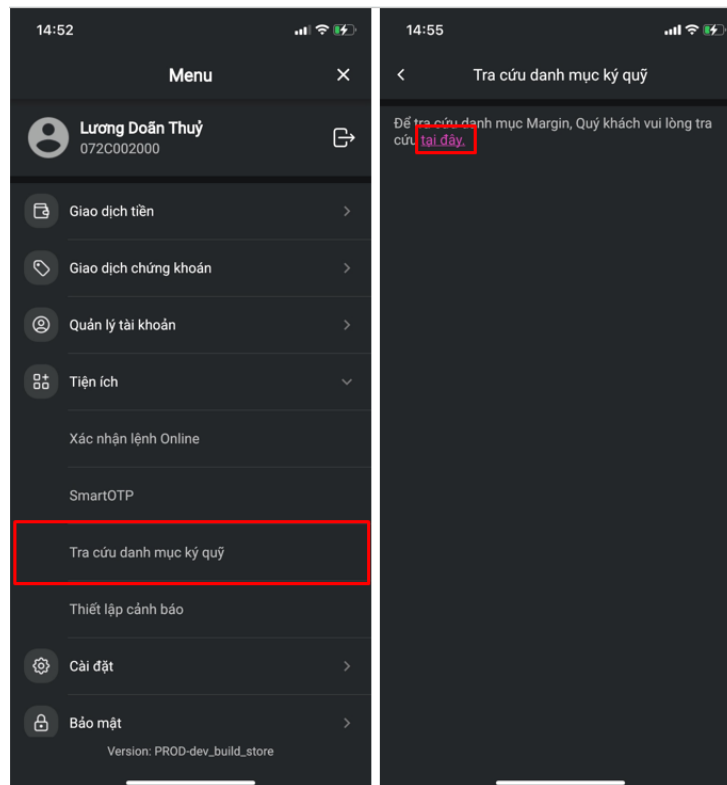 14:52
Menu
Lương Doãn Thuỷ
072C002000
Giao dịch tiền
Giao dịch chứng khoán
Quản lý tài khoản
Tiện ích
Xác nhận lệnh Online
SmartOTP
Tra cứu danh mục ký quỹ
Thiết lập cảnh báo
Cài đặt
Bảo mật
Version: PROD-dev_build_store
14:55
Tra cứu danh mục ký quỹ
Để tra cứu danh mục Margin, Quý khách vui lòng tra
cứu tại đây.